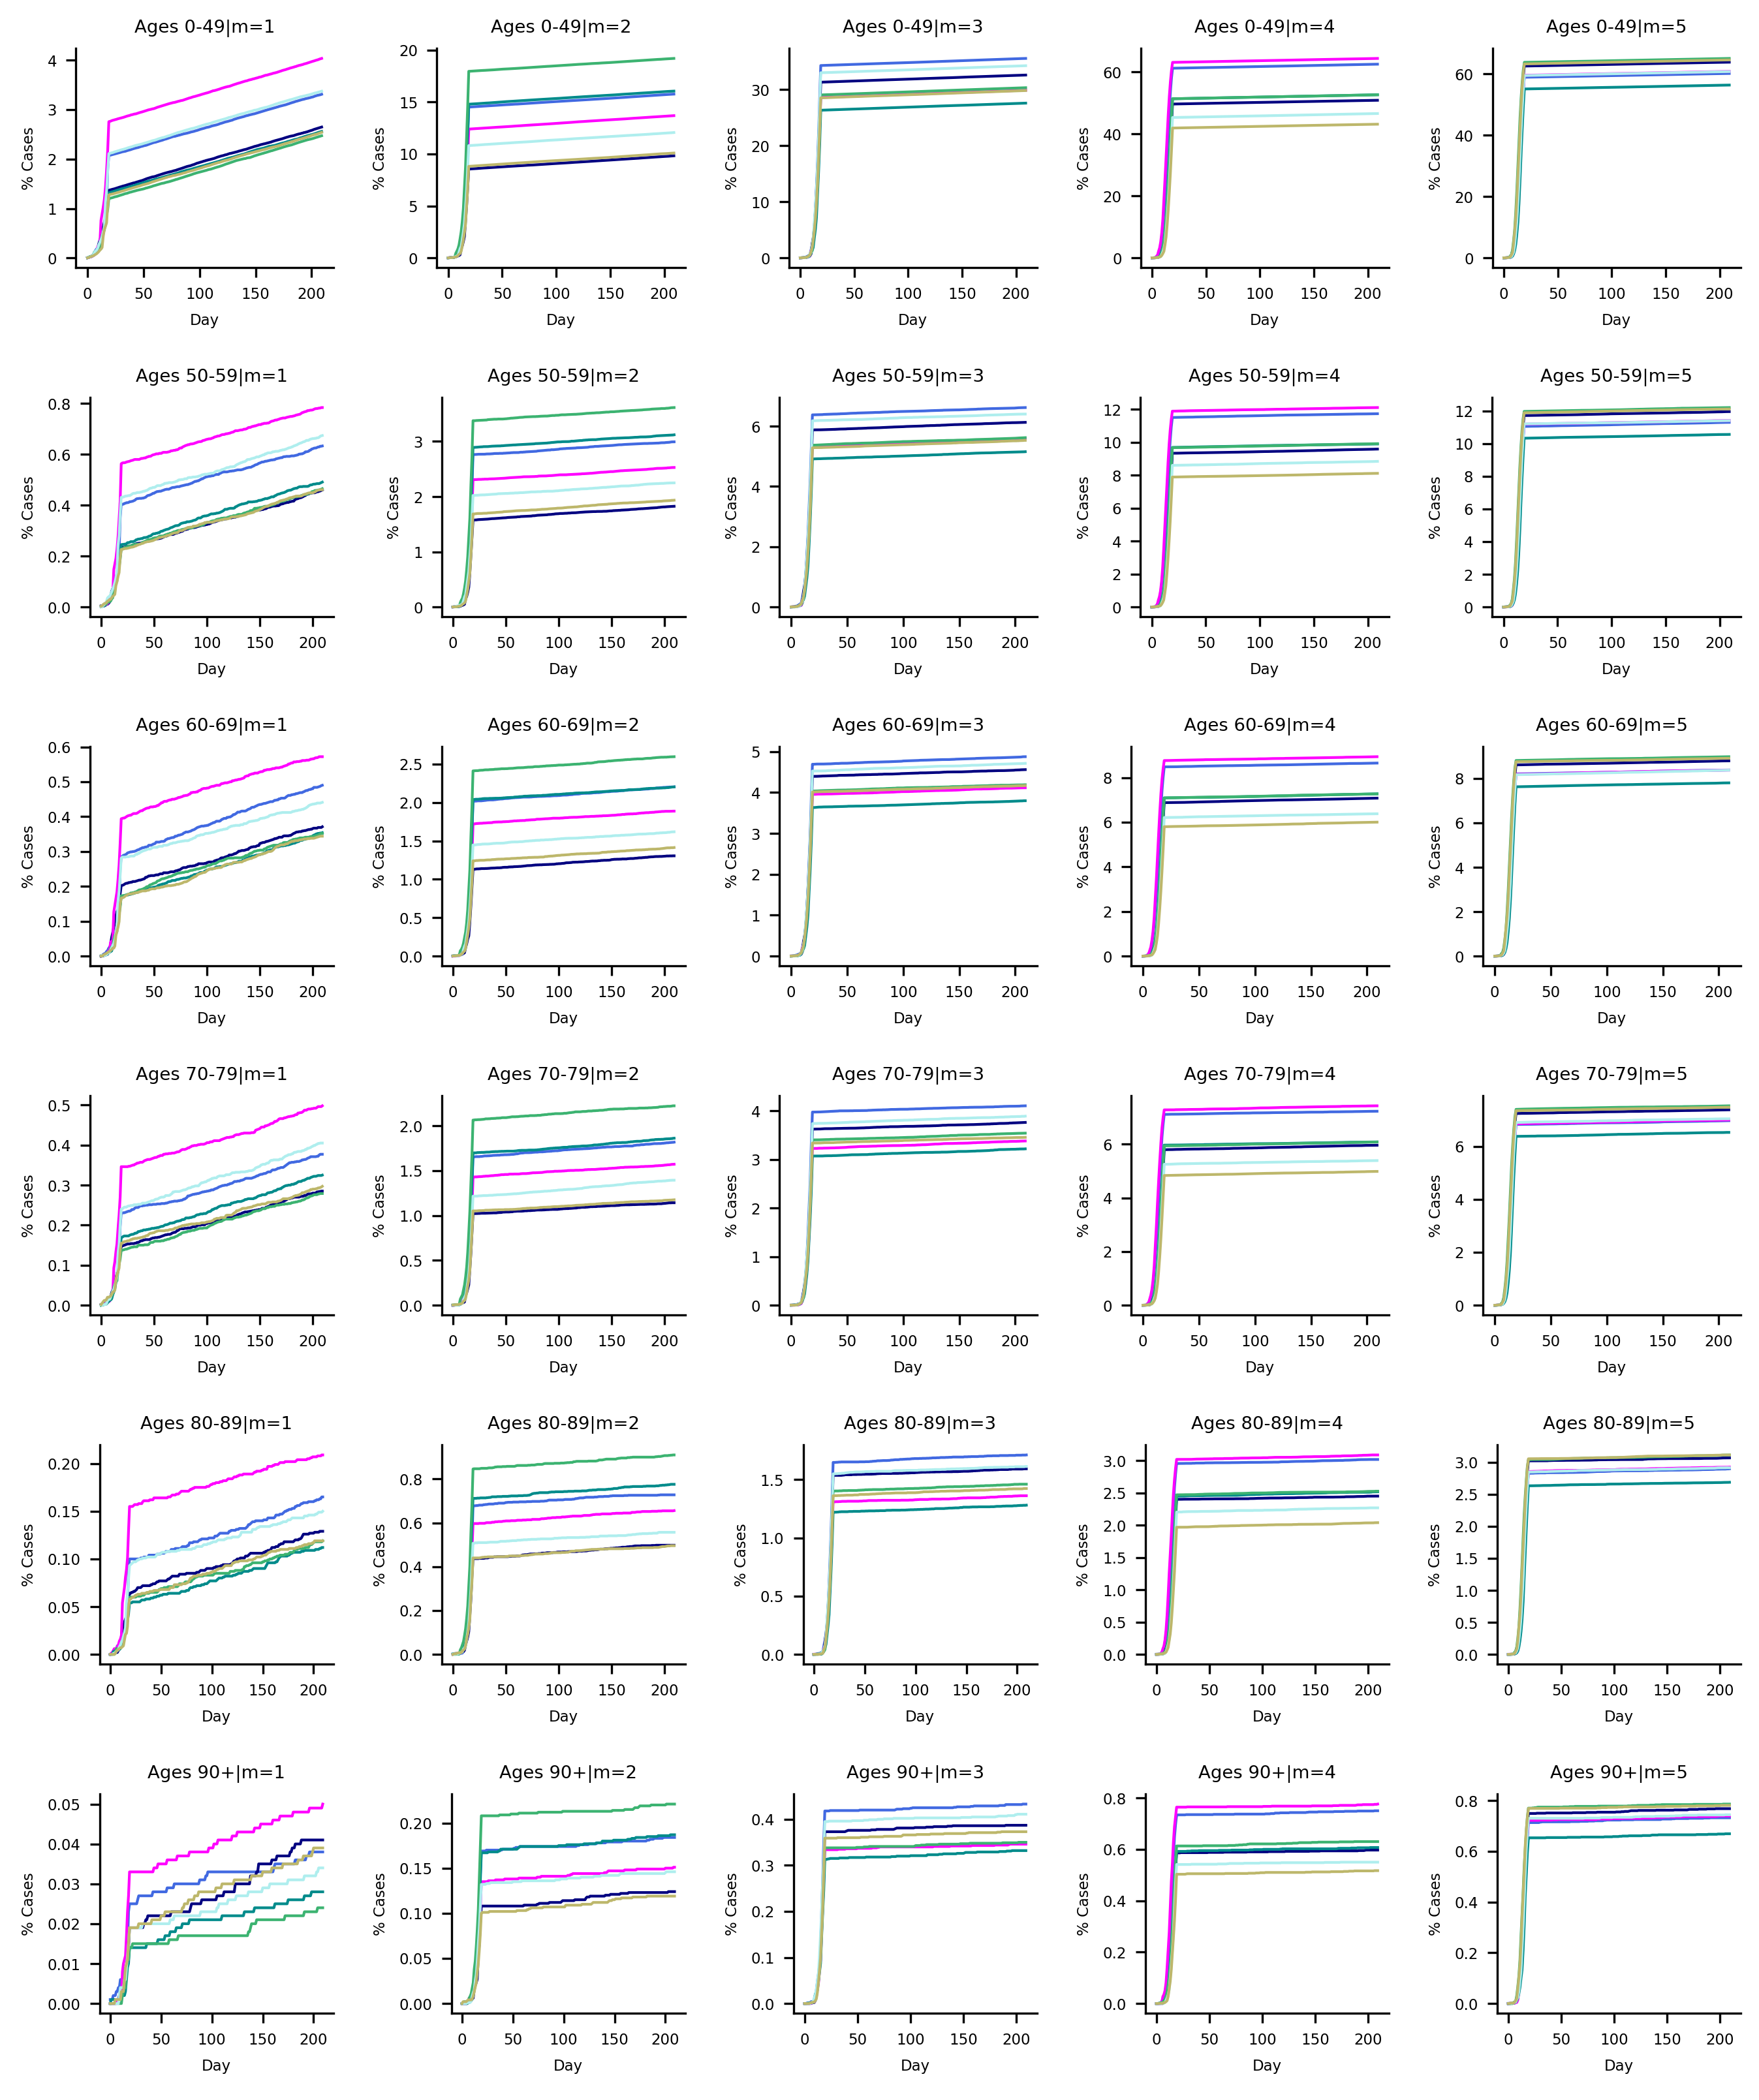 Ages 0-49|m=1 Ages 0-49|m=2 Ages 0-49|m=3 Ages 0-49|m=4 Ages 0-49|m=5
% Cases % Cases % Cases % Cases % Cases
4 3 2 1 0
20 15 10 5 0
30 20 10 0
60 40 20 0
60 40 20 0
0 50 100 150 200 0 50 100 150 200 0 50 100 150 200 0 50 100 150 200 0 50 100 150 200
Day Day Day Day Day
Ages 50-59|m=1 Ages 50-59|m=2 Ages 50-59|m=3 Ages 50-59|m=4 Ages 50-59|m=5
% Cases % Cases % Cases % Cases % Cases
0.8 0.6 0.4 0.2 0.0
3 2 1 0
6 4 2 0
12 10 8 6 4 2 0
12 10 8 6 4 2 0
0 50 100 150 200 0 50 100 150 200 0 50 100 150 200 0 50 100 150 200 0 50 100 150 200
Day Day Day Day Day
Ages 60-69|m=1 Ages 60-69|m=2 Ages 60-69|m=3 Ages 60-69|m=4 Ages 60-69|m=5
% Cases % Cases % Cases % Cases % Cases
0.6 0.5 0.4 0.3 0.2 0.1 0.0
2.5 2.0 1.5 1.0 0.5 0.0
5 4 3 2 1 0
8 6 4 2 0
8 6 4 2 0
0 50 100 150 200 0 50 100 150 200 0 50 100 150 200 0 50 100 150 200 0 50 100 150 200
Day Day Day Day Day
Ages 70-79|m=1 Ages 70-79|m=2 Ages 70-79|m=3 Ages 70-79|m=4 Ages 70-79|m=5
% Cases % Cases % Cases % Cases % Cases
0.5 0.4 0.3 0.2 0.1 0.0
2.0 1.5 1.0 0.5 0.0
4 3 2 1 0
6 4 2 0
6 4 2 0
0 50 100 150 200 0 50 100 150 200 0 50 100 150 200 0 50 100 150 200 0 50 100 150 200
Day Day Day Day Day
Ages 80-89|m=1 Ages 80-89|m=2 Ages 80-89|m=3 Ages 80-89|m=4 Ages 80-89|m=5
% Cases % Cases % Cases % Cases % Cases
0.20 0.15 0.10 0.05 0.00
0.8 0.6 0.4 0.2 0.0
1.5 1.0 0.5 0.0
3.0 2.5 2.0 1.5 1.0 0.5 0.0
3.0 2.5 2.0 1.5 1.0 0.5 0.0
0 50 100 150 200 0 50 100 150 200 0 50 100 150 200 0 50 100 150 200 0 50 100 150 200
Day Day Day Day Day
Ages 90+|m=1 Ages 90+|m=2 Ages 90+|m=3 Ages 90+|m=4 Ages 90+|m=5
% Cases % Cases % Cases % Cases % Cases
0.05 0.04 0.03 0.02 0.01 0.00
0.20 0.15 0.10 0.05 0.00
0.4 0.3 0.2 0.1 0.0
0.8 0.6 0.4 0.2 0.0
0.8 0.6 0.4 0.2 0.0
0 50 100 150 200 0 50 100 150 200 0 50 100 150 200 0 50 100 150 200 0 50 100 150 200
Day Day Day Day Day